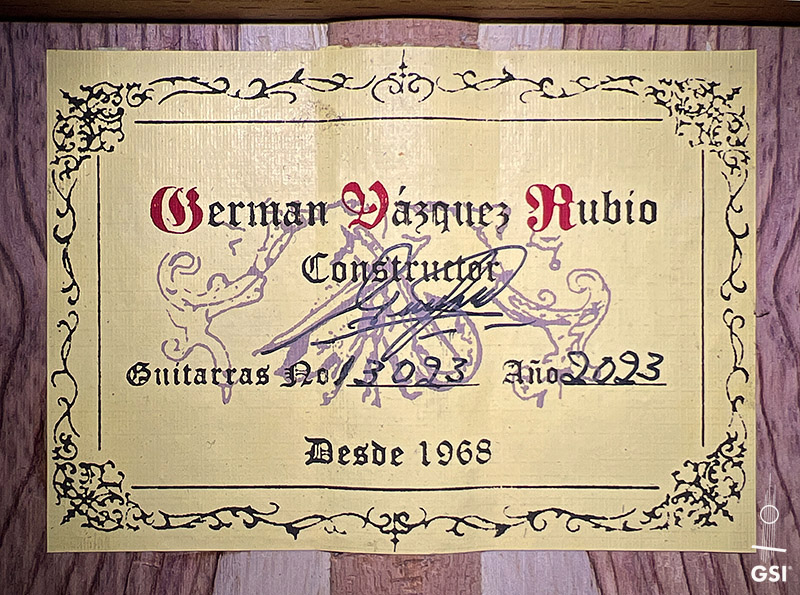 German Vázquez Rubio
Constructor
Guitarras No 13023 Año 2023
Desde 1968
GSI